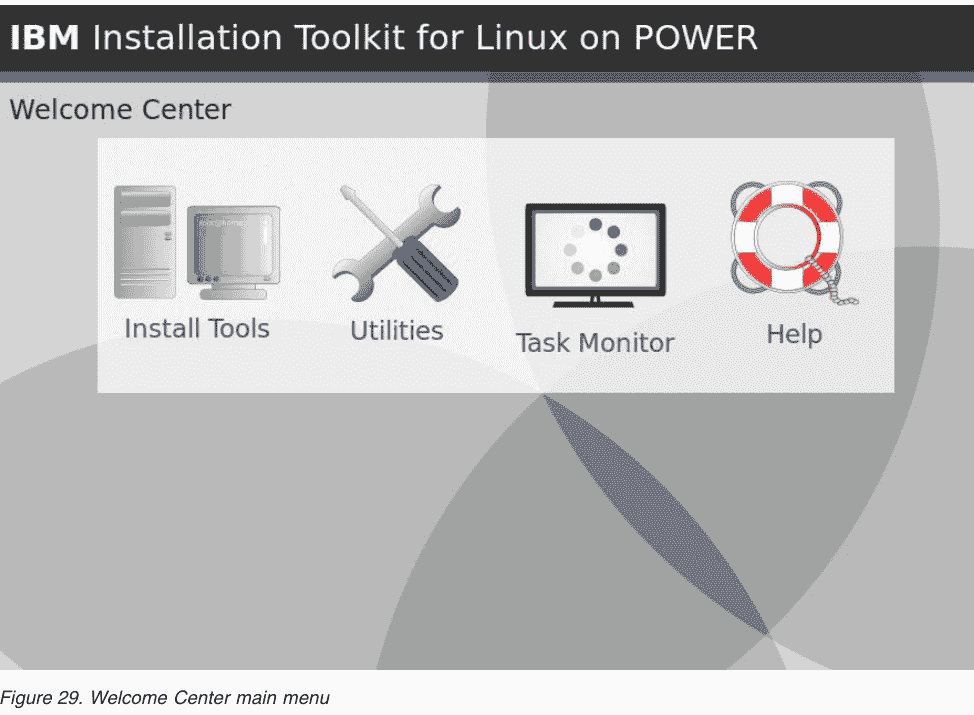 IBM Installation Toolkit for Linux on POWER
Welcome Center
Install Tools
Utilities
Task Monitor
Help
Figure 29. Welcome Center main menu